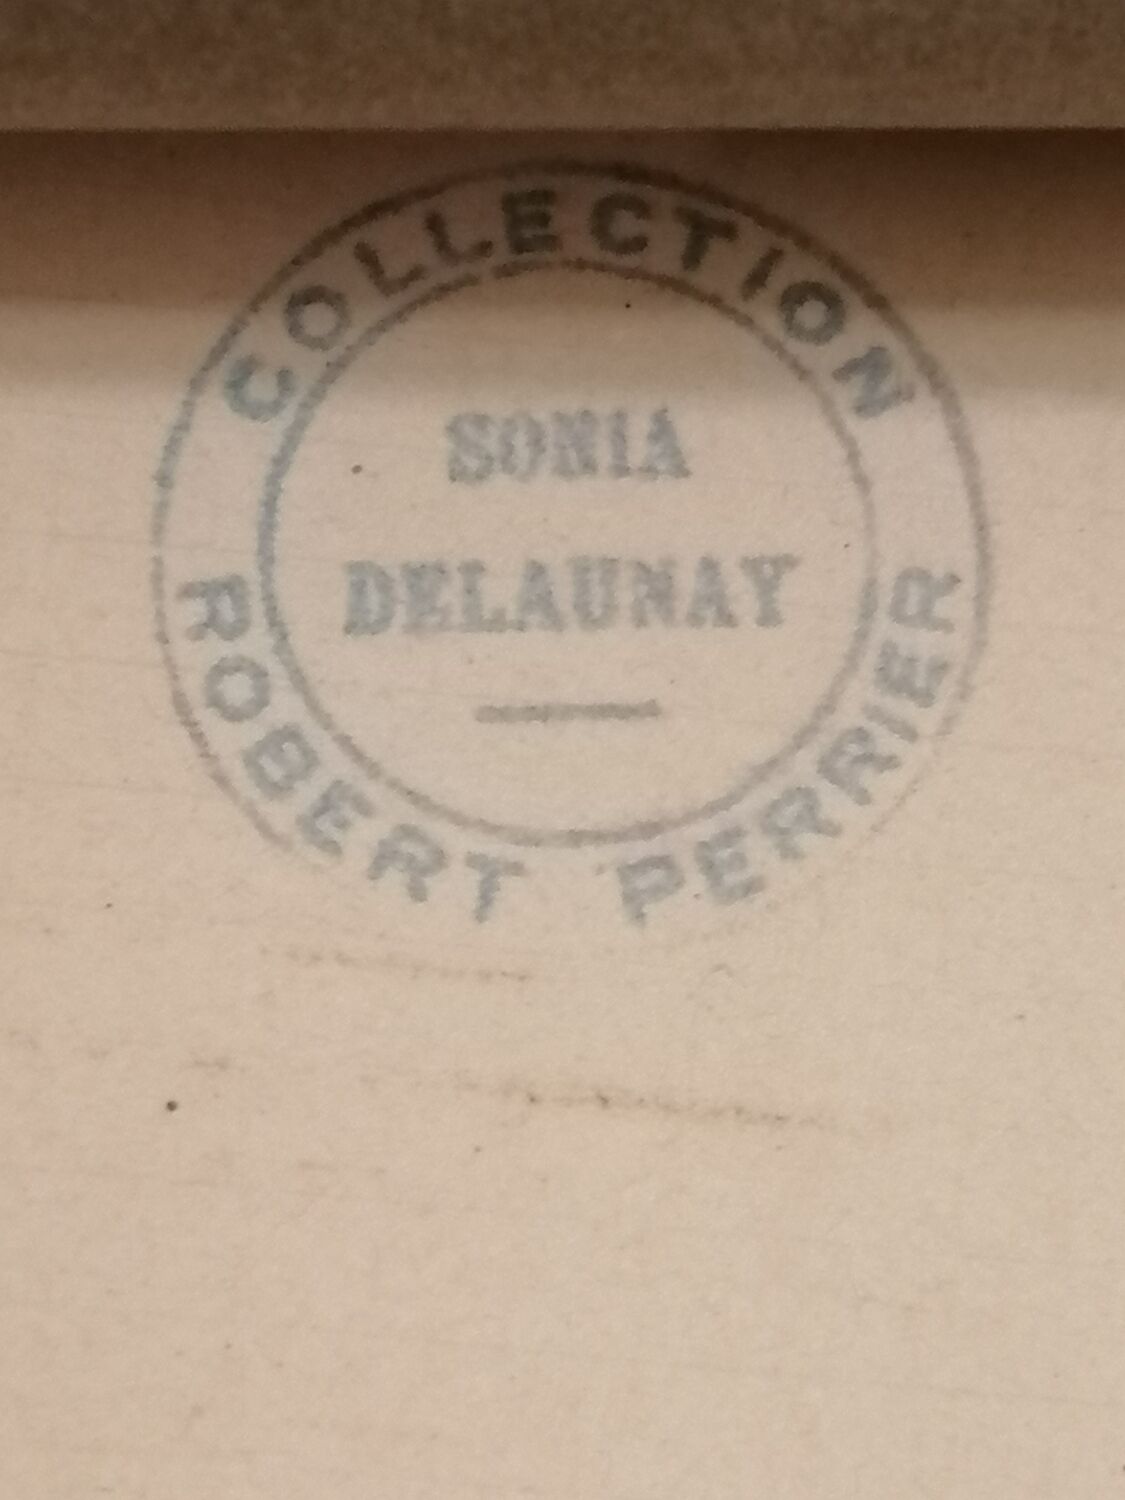 COLLECTION
SONIA
DELAUNAY
ROBERT PERRIER